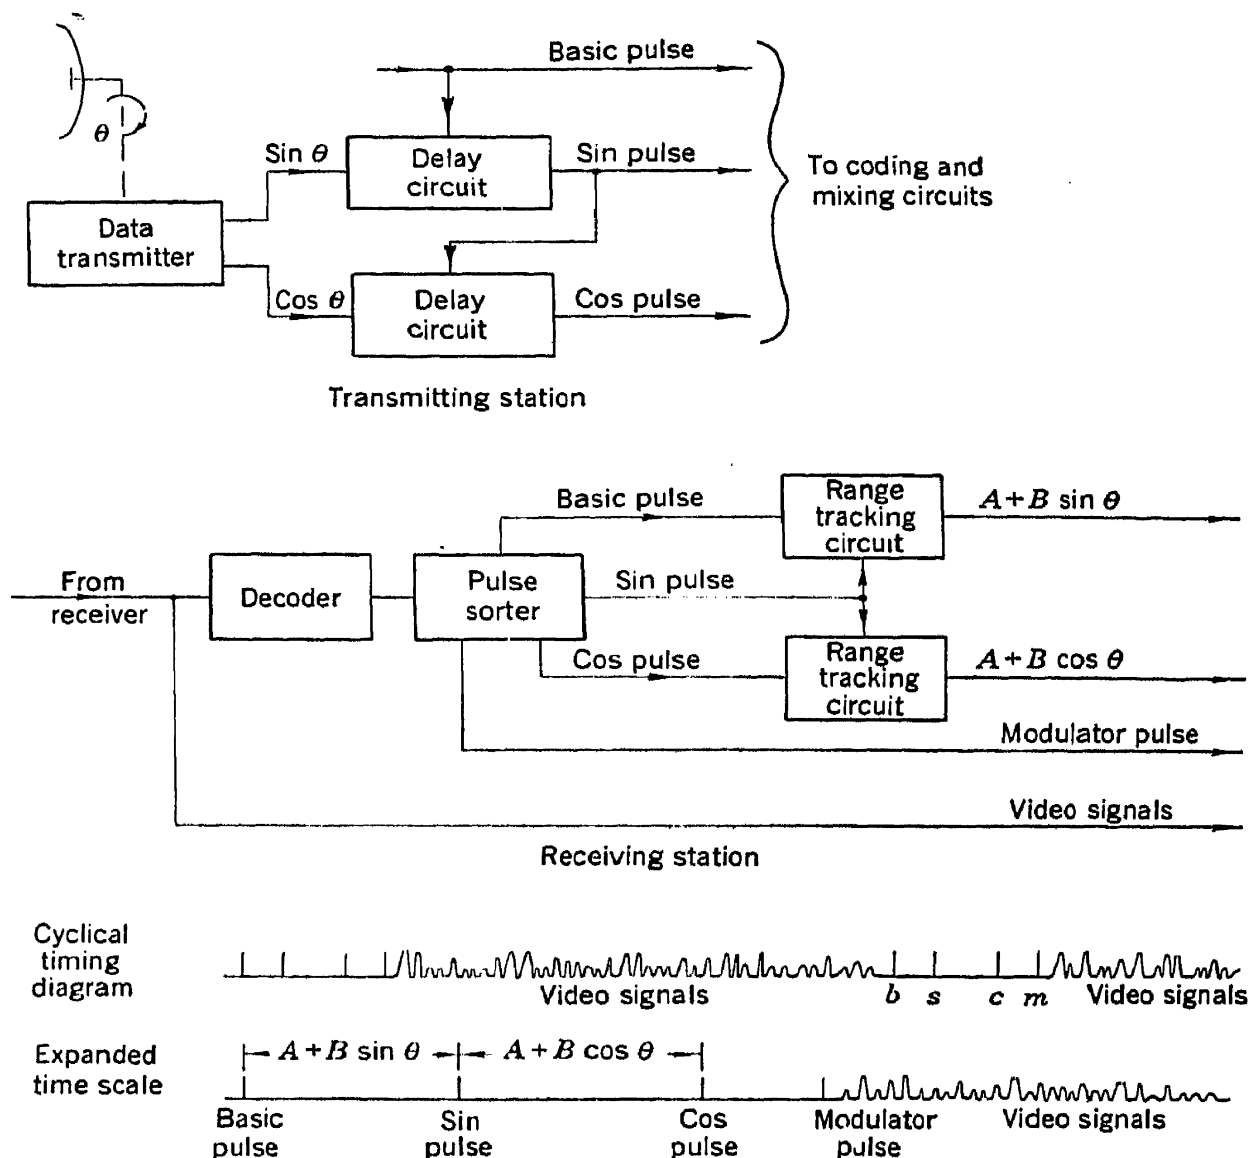 Basic pulse
θ
Sin θ
Delay
circuit
Sin pulse
To coding and
mixing circuits
Data
transmitter
Cos θ
Delay
circuit
Cos pulse
Transmitting station
Basic pulse
Range
tracking
circuit
A+B sin θ
From
receiver
Decoder
Pulse
sorter
Sin pulse
Cos pulse
Range
tracking
circuit
A+B cos θ
Modulator pulse
Video signals
Receiving station
Cyclical
timing
diagram
Video signals
b s c m Video signals
Expanded
time scale
A+B sin θ A+B cos θ
Basic
pulse
Sin
pulse
Cos
pulse
Modulator
pulse
Video signals